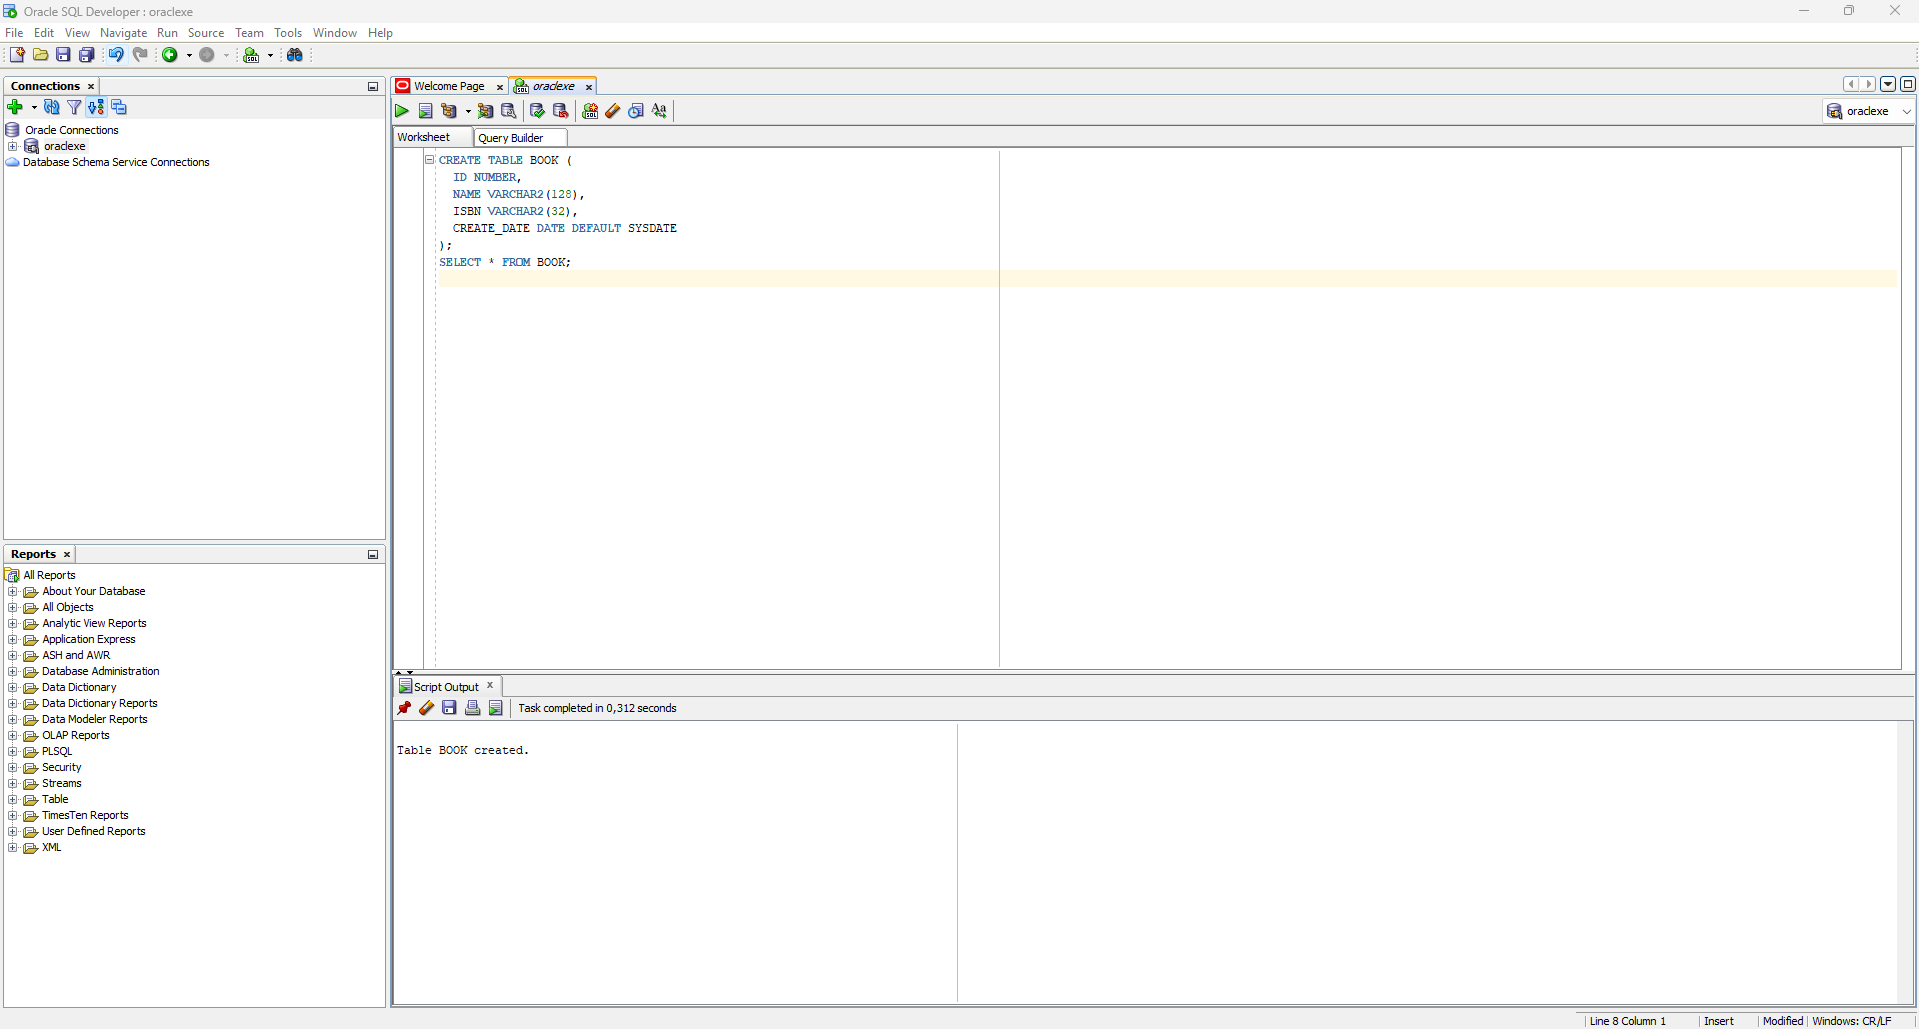 Oracle SQL Developer : oraclexe
File Edit View Navigate Run Source Team Tools Window Help
Connections
Oracle Connections
oraclexe
Database Schema Service Connections
Reports
All Reports
About Your Database
All Objects
Analytic View Reports
Application Express
ASH and AWR
Database Administration
Data Dictionary
Data Dictionary Reports
Data Modeler Reports
OLAP Reports
PLSQL
Security
Streams
Table
TimesTen Reports
User Defined Reports
XML
Welcome Page oraclexe
oraclexe
Worksheet Query Builder
CREATE TABLE BOOK (
ID NUMBER,
NAME VARCHAR2(128),
ISBN VARCHAR2(32),
CREATE_DATE DATE DEFAULT SYSDATE
);
SELECT * FROM BOOK;
Script Output
Task completed in 0,312 seconds
Table BOOK created.
Line 8 Column 1 Insert Modified Windows: CR/LF